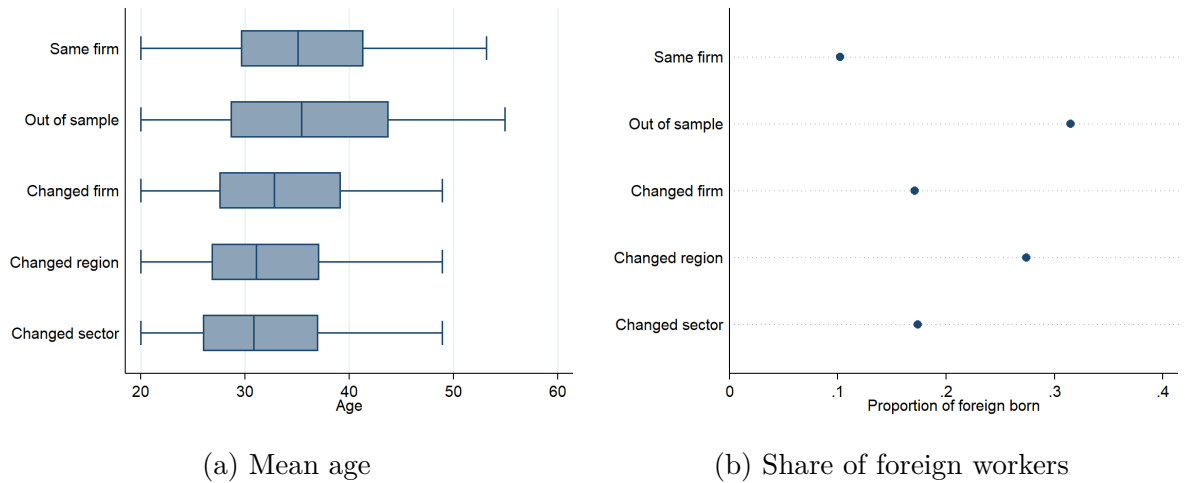 Same firm
Out of sample
Changed firm
Changed region
Changed sector
20 30 40 50 60
Age
(a) Mean age
Same firm
Out of sample
Changed firm
Changed region
Changed sector
0 .1 .2 .3 .4
Proportion of foreign born
(b) Share of foreign workers